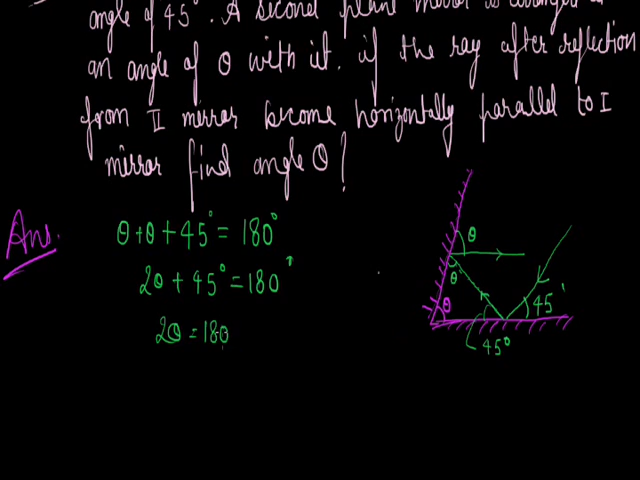 angle of 45°. A second plane mirror is arranged
an angle of θ with it. if the ray after reflection
from II mirror become horizontally parallel to I
mirror find angle θ?
Ans.
θ+θ+45° = 180°
2θ + 45° = 180°
2θ = 180
θ
θ
θ
45°
45°